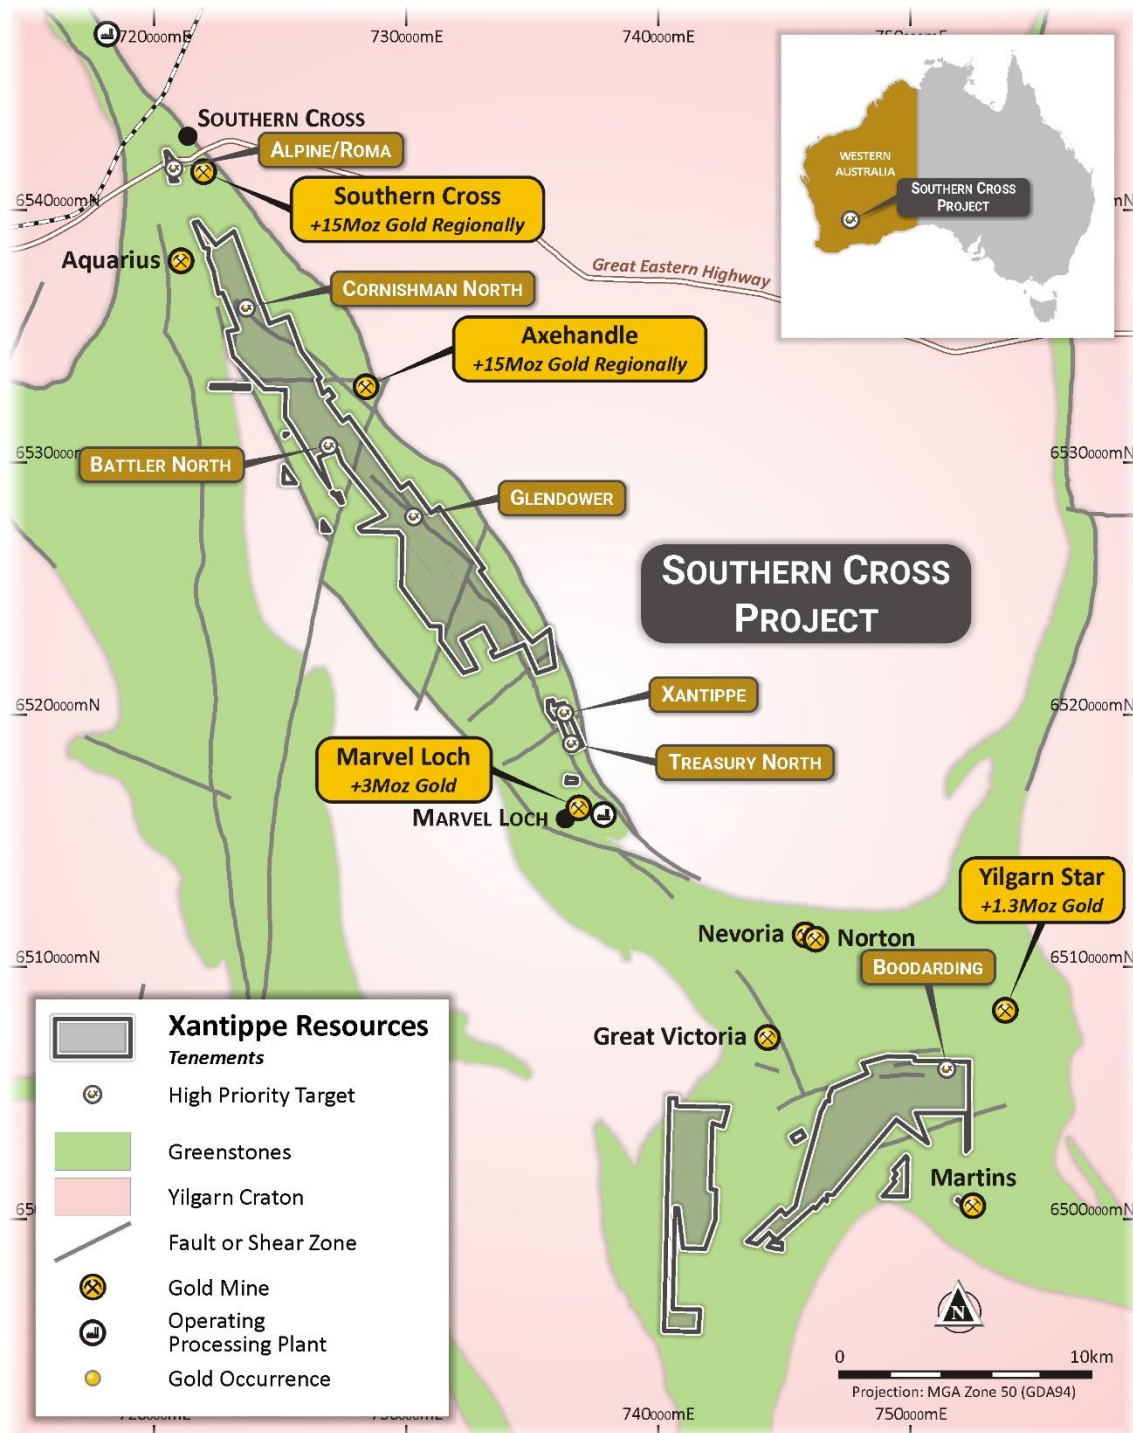 720000mE
730000mE
740000mE
SOUTHERN CROSS
ALPINE/ROMA
WESTERN
AUSTRALIA
SOUTHERN CROSS
PROJECT
6540000mN
Southern Cross
+15Moz Gold Regionally
Aquarius
Great Eastern Highway
CORNISHMAN NORTH
Axehandle
+15Moz Gold Regionally
6530000mN
6530000mN
BATTLER NORTH
GLENDOWER
SOUTHERN CROSS
PROJECT
6520000mN
6520000mN
XANTIPPE
TREASURY NORTH
Marvel Loch
+3Moz Gold
MARVEL LOCH
Yilgarn Star
+1.3Moz Gold
Nevoria
Norton
6510000mN
6510000mN
BOODARDING
Great Victoria
Martins
6500000mN
Xantippe Resources
Tenements
High Priority Target
Greenstones
Yilgarn Craton
Fault or Shear Zone
Gold Mine
Operating
Processing Plant
Gold Occurrence
N
0
10km
Projection: MGA Zone 50 (GDA94)
740000mE
750000mE